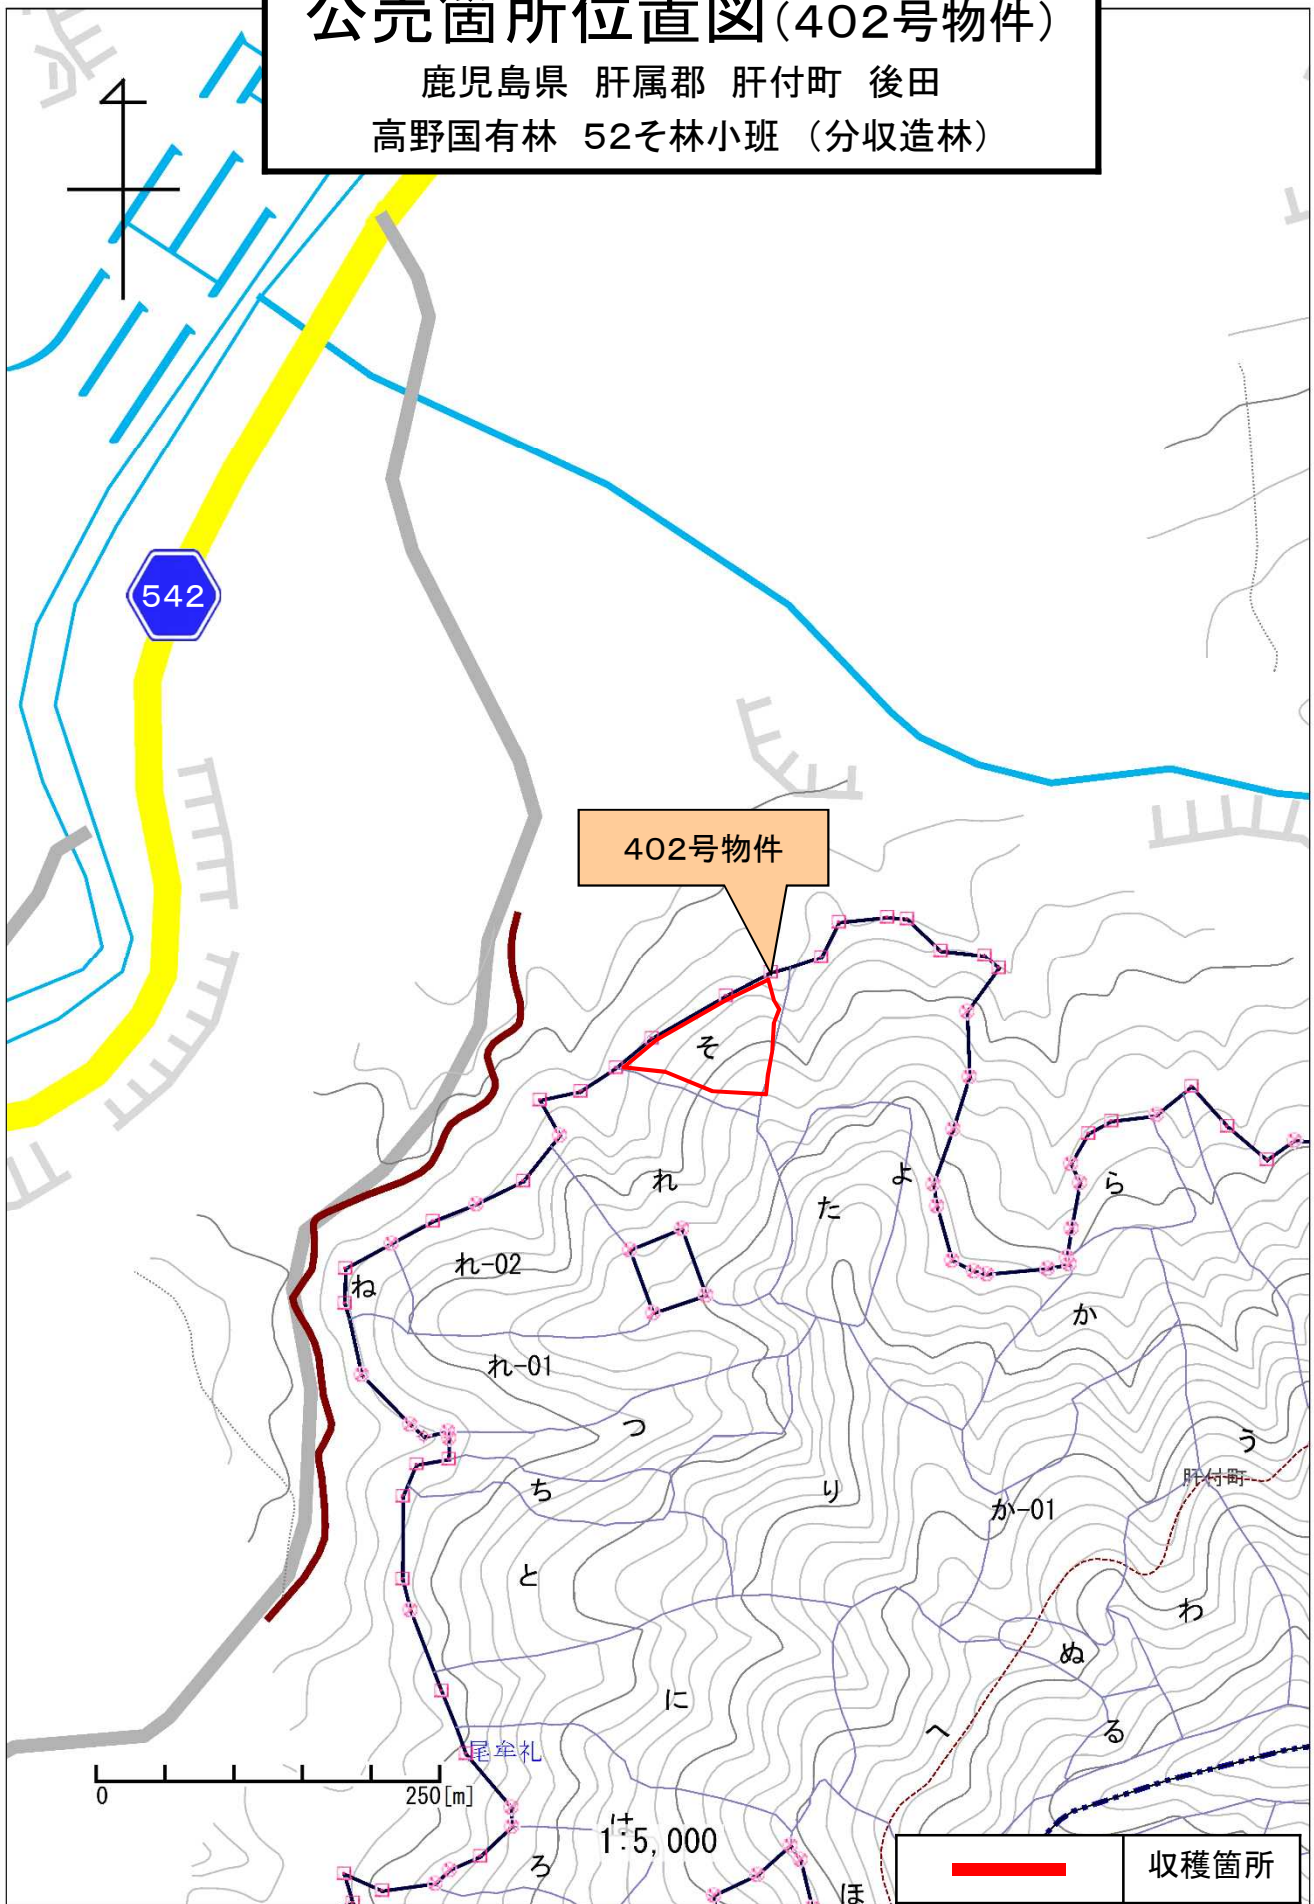 公売箇所位置図(402号物件)
鹿児島県 肝属郡 肝付町 後田
高野国有林 52そ林小班 (分収造林)
542
402号物件
そ
れ
よ
た
ら
れ-02
ね
か
れ-01
つ
う
肝付町
ち
り
か-01
と
わ
ぬ
に
へ
る
尾牟礼
0 250[m]
は
1:5,000
ろ
ほ
収穫箇所